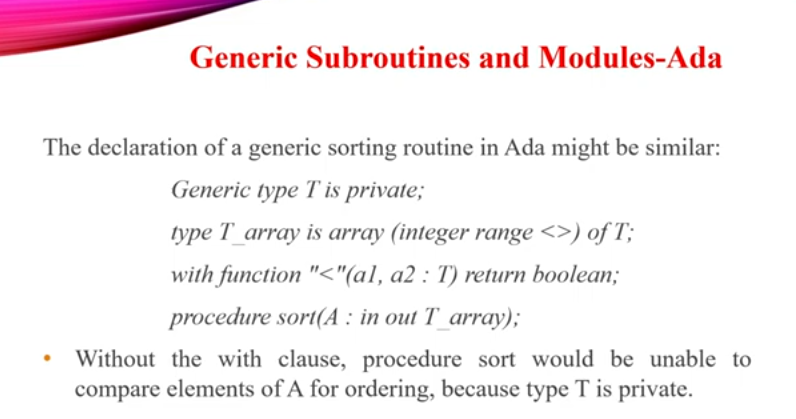 Generic Subroutines and Modules-Ada
The declaration of a generic sorting routine in Ada might be similar:
Generic type T is private;
type T_array is array (integer range <>) of T;
with function "<"(a1, a2 : T) return boolean;
procedure sort(A : in out T_array);
• Without the with clause, procedure sort would be unable to
compare elements of A for ordering, because type T is private.